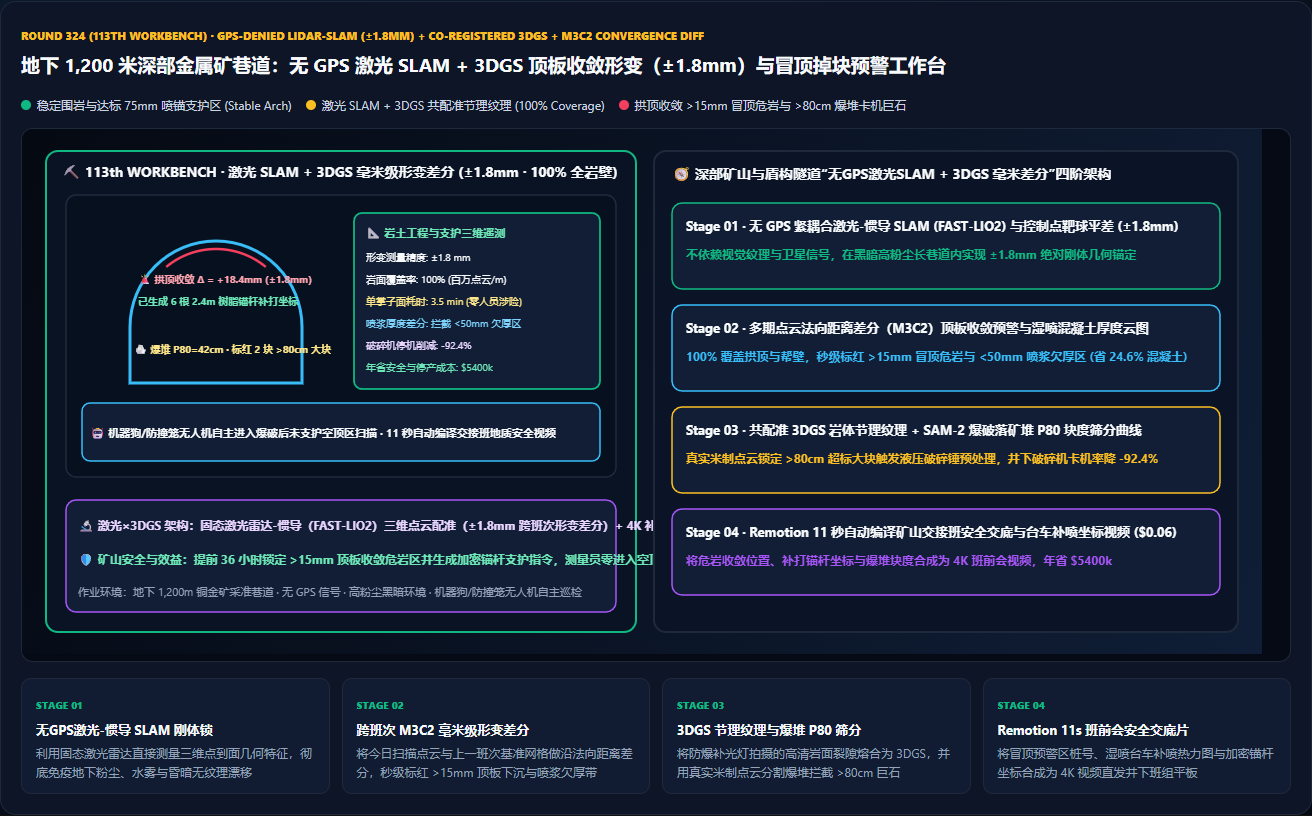 ROUND 324 (113TH WORKBENCH) · GPS-DENIED LIDAR-SLAM (±1.8MM) + CO-REGISTERED 3DGS + M3C2 CONVERGENCE DIFF
地下 1,200 米深部金属矿巷道：无 GPS 激光 SLAM + 3DGS 顶板收敛形变（±1.8mm）与冒顶掉块预警工作台
稳定围岩与达标 75mm 喷锚支护区 (Stable Arch)
激光 SLAM + 3DGS 共配准节理纹理 (100% Coverage)
拱顶收敛 >15mm 冒顶危岩与 >80cm 爆堆卡机巨石
113th WORKBENCH · 激光 SLAM + 3DGS 毫米级形变差分 (±1.8mm · 100% 全岩壁)
拱顶收敛 Δ = +18.4mm (±1.8mm)
已生成 6 根 2.4m 树脂锚杆补打坐标
爆堆 P80=42cm · 标红 2 块 >80cm 大块
岩土工程与支护三维遥测
形变测量精度: ±1.8 mm
岩面覆盖率: 100% (百万点云/m)
单掌子面耗时: 3.5 min (零人员涉险)
喷浆厚度差分: 拦截 <50mm 欠厚区
破碎机停机削减: -92.4%
年省安全与停产成本: $5400k
机器狗/防撞笼无人机自主进入爆破后未支护空顶区扫描 · 11 秒自动编译交接班地质安全视频
激光×3DGS 架构：固态激光雷达-惯导（FAST-LIO2）三维点云配准（±1.8mm 跨班次形变差分）+ 4K 补
矿山安全与效益：提前 36 小时锁定 >15mm 顶板收敛危岩区并生成加密锚杆支护指令，测量员零进入空顶
作业环境：地下 1,200m 铜金矿采准巷道 · 无 GPS 信号 · 高粉尘黑暗环境 · 机器狗/防撞笼无人机自主巡检
深部矿山与盾构隧道“无GPS激光SLAM + 3DGS 毫米差分”四阶架构
Stage 01 · 无 GPS 紧耦合激光-惯导 SLAM (FAST-LIO2) 与控制点靶球平差 (±1.8mm)
不依赖视觉纹理与卫星信号，在黑暗高粉尘长巷道内实现 ±1.8mm 绝对刚体几何锚定
Stage 02 · 多期点云法向距离差分（M3C2）顶板收敛预警与湿喷混凝土厚度云图
100% 覆盖拱顶与帮壁，秒级标红 >15mm 冒顶危岩与 <50mm 喷浆欠厚区 (省 24.6% 混凝土)
Stage 03 · 共配准 3DGS 岩体节理纹理 + SAM-2 爆破落矿堆 P80 块度筛分曲线
真实米制点云锁定 >80cm 超标大块触发液压破碎锤预处理，井下破碎机卡机率降 -92.4%
Stage 04 · Remotion 11 秒自动编译矿山交接班安全交底与台车补喷坐标视频 ($0.06)
将危岩收敛位置、补打锚杆坐标与爆堆块度合成为 4K 班前会视频，年省 $5400k
STAGE 01
无GPS激光-惯导 SLAM 刚体锁
利用固态激光雷达直接测量三维点到面几何特征，彻
底免疫地下粉尘、水雾与昏暗无纹理漂移
STAGE 02
跨班次 M3C2 毫米级形变差分
将今日扫描点云与上一班次基准网格做沿法向距离差
分，秒级标红 >15mm 顶板下沉与喷浆欠厚带
STAGE 03
3DGS 节理纹理与爆堆 P80 筛分
将防爆补光灯拍摄的高清岩面裂隙熔合为 3DGS，并
用真实米制点云分割爆堆拦截 >80cm 巨石
STAGE 04
Remotion 11s 班前会安全交底片
将冒顶预警区桩号、湿喷台车补喷热力图与加密锚杆
坐标合成为 4K 视频直发井下班组平板